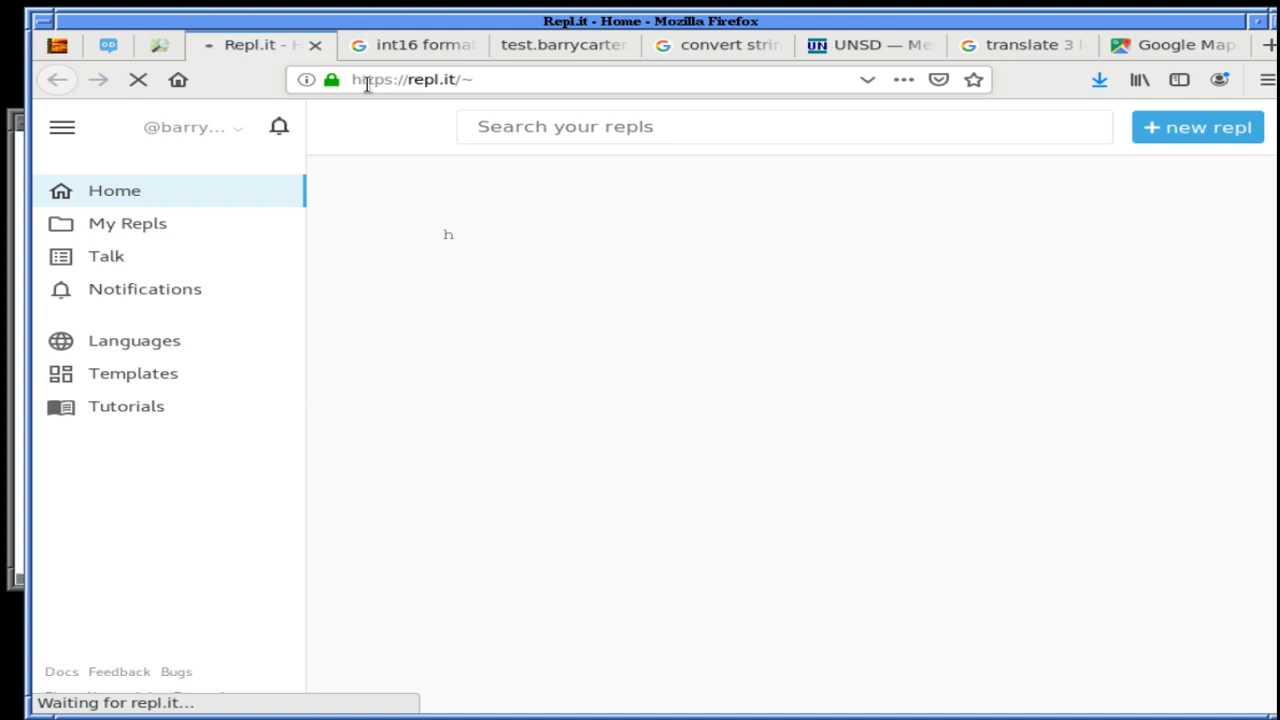 Repl.it - Home - Mozilla Firefox
Repl.it - H int16 forma test.barrycarter convert strin UN UNSD — Me translate 3 l Google Map
https://repl.it/~
@barry... Search your repls + new repl
Home
My Repls
h
Talk
Notifications
Languages
Templates
Tutorials
Docs Feedback Bugs
Waiting for repl.it...